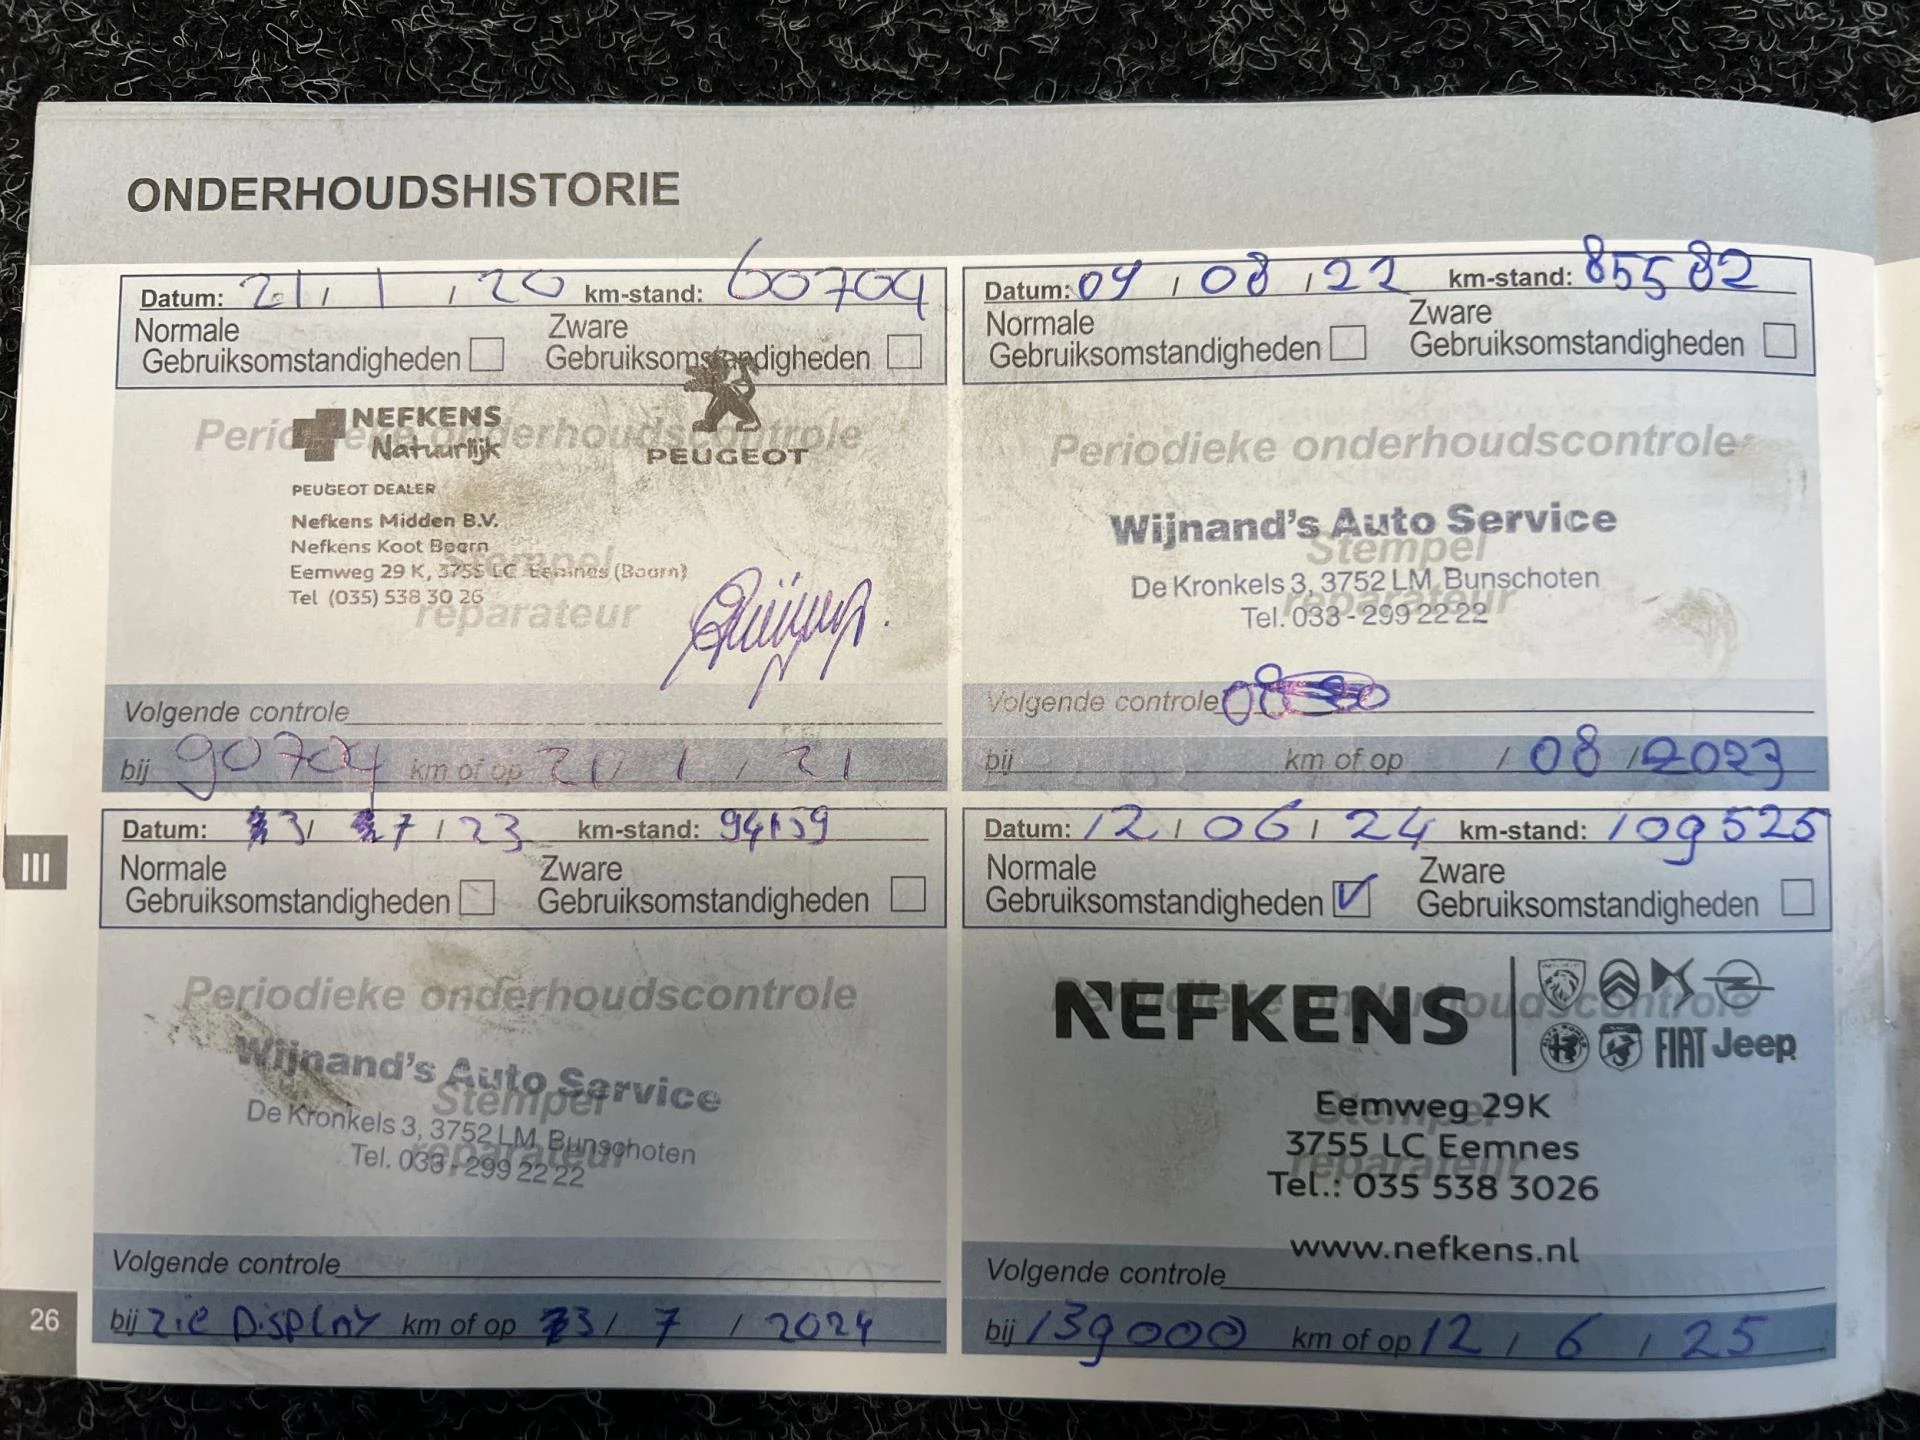 ONDERHOUDSHISTORIE
Datum: 21 / 1 / 20 km-stand: 60704
Normale Gebruiksomstandigheden
Zware Gebruiksomstandigheden
Periodieke onderhoudscontrole
NEFKENS
Natuurlijk
PEUGEOT
PEUGEOT DEALER
Nefkens Midden B.V.
Nefkens Koot Baarn
Eemweg 29 K, 3755 LC Eemnes (Baarn)
Tel (035) 538 30 26
Stempel
reparateur
Volgende controle
bij 90704 km of op 21 / 1 / 21
Datum: 04 / 08 / 22 km-stand: 85582
Normale Gebruiksomstandigheden
Zware Gebruiksomstandigheden
Periodieke onderhoudscontrole
Wijnand's Auto Service
Stempel
De Kronkels 3, 3752 LM Bunschoten
reparateur
Tel. 033 - 299 22 22
Volgende controle 08
bij km of op / 08 / 2023
III
Datum: 3 / 7 / 23 km-stand: 94159
Normale Gebruiksomstandigheden
Zware Gebruiksomstandigheden
Periodieke onderhoudscontrole
Wijnand's Auto Service
Stempel
De Kronkels 3, 3752 LM Bunschoten
reparateur
Tel. 033 - 299 22 22
Volgende controle
bij zie Display km of op 3 / 7 / 2024
Datum: 12 / 06 / 24 km-stand: 109525
Normale Gebruiksomstandigheden
Zware Gebruiksomstandigheden
Periodieke onderhoudscontrole
NEFKENS
FIAT Jeep
Eemweg 29K
Stempel
3755 LC Eemnes
reparateur
Tel.: 035 538 3026
www.nefkens.nl
Volgende controle
bij 139000 km of op 12 / 6 / 25
26